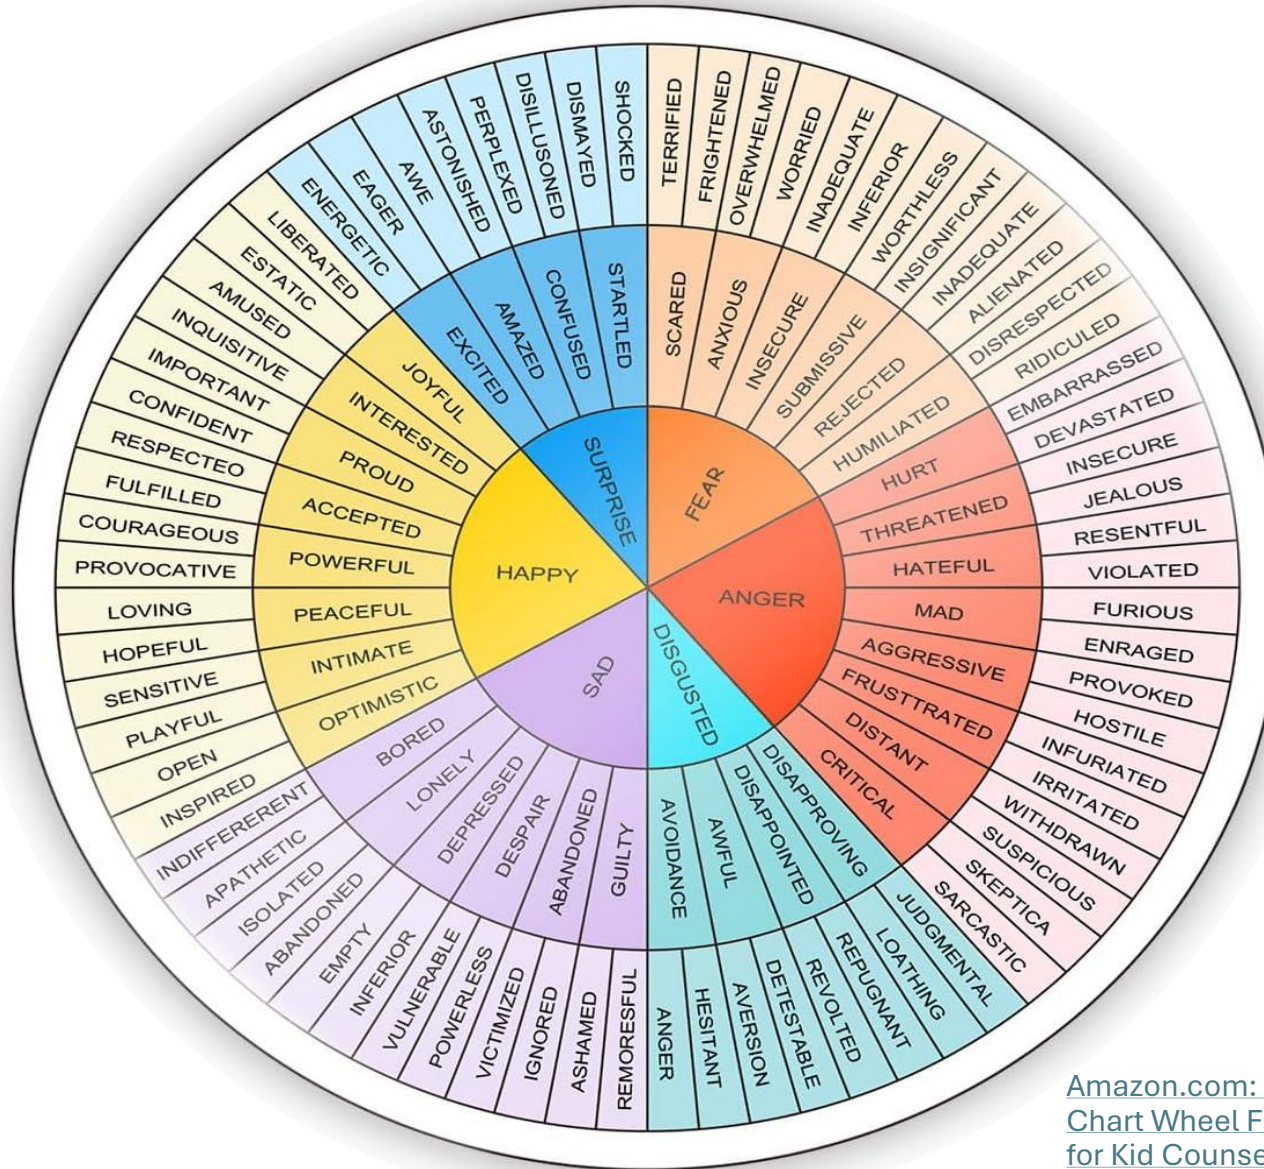 SURPRISE
FEAR
ANGER
DISGUSTED
SAD
HAPPY
EXCITED
AMAZED
CONFUSED
STARTLED
SCARED
ANXIOUS
INSECURE
SUBMISSIVE
REJECTED
HUMILIATED
HURT
THREATENED
HATEFUL
MAD
AGGRESSIVE
FRUSTTRATED
DISTANT
CRITICAL
DISAPPROVING
DISAPPOINTED
AWFUL
AVOIDANCE
GUILTY
ABANDONED
DESPAIR
DEPRESSED
LONELY
BORED
OPTIMISTIC
INTIMATE
PEACEFUL
POWERFUL
ACCEPTED
PROUD
INTERESTED
JOYFUL
ENERGETIC
EAGER
AWE
ASTONISHED
PERPLEXED
DISILLUSONED
DISMAYED
SHOCKED
TERRIFIED
FRIGHTENED
OVERWHELMED
WORRIED
INADEQUATE
INFERIOR
WORTHLESS
INSIGNIFICANT
INADEQUATE
ALIENATED
DISRESPECTED
RIDICULED
EMBARRASSED
DEVASTATED
INSECURE
JEALOUS
RESENTFUL
VIOLATED
FURIOUS
ENRAGED
PROVOKED
HOSTILE
INFURIATED
IRRITATED
WITHDRAWN
SUSPICIOUS
SKEPTICA
SARCASTIC
JUDGMENTAL
LOATHING
REPUGNANT
REVOLTED
DETESTABLE
AVERSION
HESITANT
ANGER
REMORESFUL
ASHAMED
IGNORED
VICTIMIZED
POWERLESS
VULNERABLE
INFERIOR
EMPTY
ABANDONED
ISOLATED
APATHETIC
INDIFFERERENT
INSPIRED
OPEN
PLAYFUL
SENSITIVE
HOPEFUL
LOVING
PROVOCATIVE
COURAGEOUS
FULFILLED
RESPECTEO
CONFIDENT
IMPORTANT
INQUISITIVE
AMUSED
ESTATIC
LIBERATED
Amazon.com:
Chart Wheel F
for Kid Counse